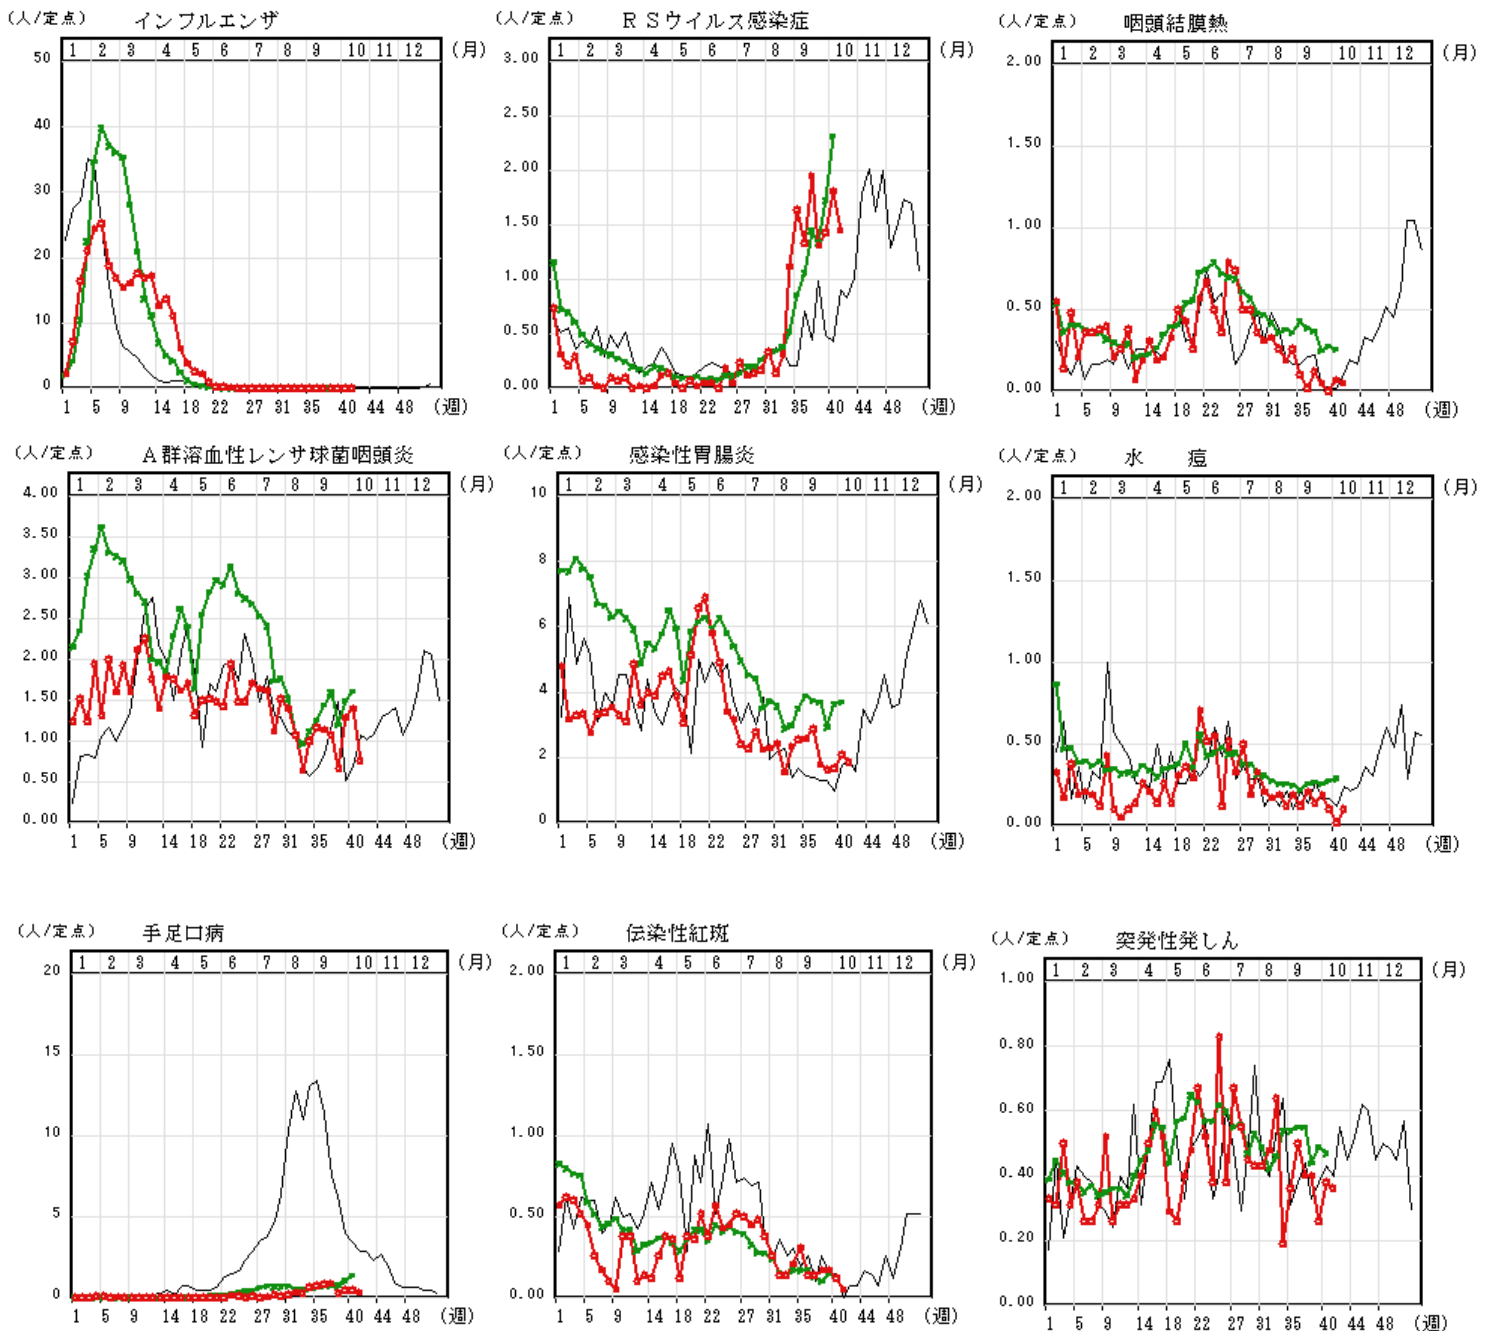 (人/定点) インフルエンザ
1 2 3 4 5 6 7 8 9 10 11 12 (月)
50
40
30
20
10
0
1 5 9 14 18 22 27 31 35 40 44 48 (週)
(人/定点) ＲＳウイルス感染症
1 2 3 4 5 6 7 8 9 10 11 12 (月)
3.00
2.50
2.00
1.50
1.00
0.50
0.00
1 5 9 14 18 22 27 31 35 40 44 48 (週)
(人/定点) 咽頭結膜熱
1 2 3 4 5 6 7 8 9 10 11 12 (月)
2.00
1.50
1.00
0.50
0.00
1 5 9 14 18 22 27 31 35 40 44 48 (週)
(人/定点) Ａ群溶血性レンサ球菌咽頭炎
1 2 3 4 5 6 7 8 9 10 11 12 (月)
4.00
3.50
3.00
2.50
2.00
1.50
1.00
0.50
0.00
1 5 9 14 18 22 27 31 35 40 44 48 (週)
(人/定点) 感染性胃腸炎
1 2 3 4 5 6 7 8 9 10 11 12 (月)
10
8
6
4
2
0
1 5 9 14 18 22 27 31 35 40 44 48 (週)
(人/定点) 水 痘
1 2 3 4 5 6 7 8 9 10 11 12 (月)
2.00
1.50
1.00
0.50
0.00
1 5 9 14 18 22 27 31 35 40 44 48 (週)
(人/定点) 手足口病
1 2 3 4 5 6 7 8 9 10 11 12 (月)
20
15
10
5
0
1 5 9 14 18 22 27 31 35 40 44 48 (週)
(人/定点) 伝染性紅斑
1 2 3 4 5 6 7 8 9 10 11 12 (月)
2.00
1.50
1.00
0.50
0.00
1 5 9 14 18 22 27 31 35 40 44 48 (週)
(人/定点) 突発性発しん
1 2 3 4 5 6 7 8 9 10 11 12 (月)
1.00
0.80
0.60
0.40
0.20
0.00
1 5 9 14 18 22 27 31 35 40 44 48 (週)